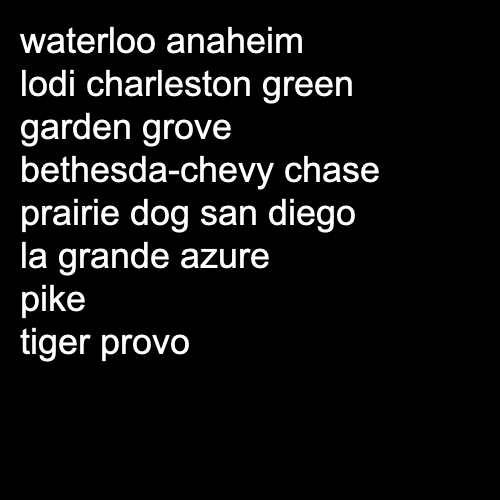 waterloo anaheim
lodi charleston green
garden grove
bethesda-chevy chase
prairie dog san diego
la grande azure
pike
tiger provo